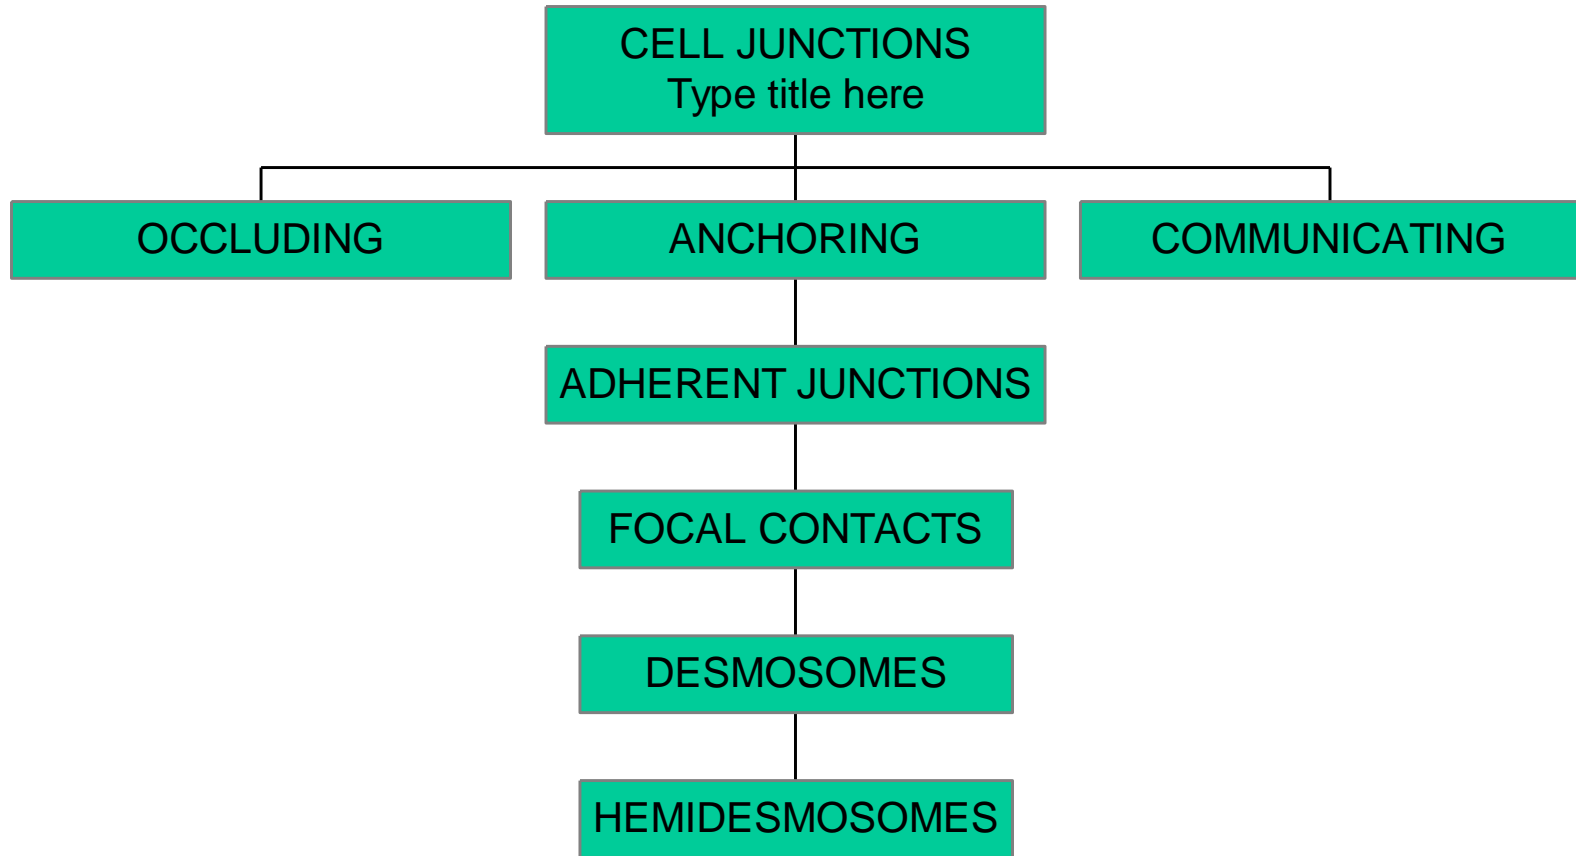 CELL JUNCTIONS
Type title here
OCCLUDING
ANCHORING
COMMUNICATING
ADHERENT JUNCTIONS
FOCAL CONTACTS
DESMOSOMES
HEMIDESMOSOMES